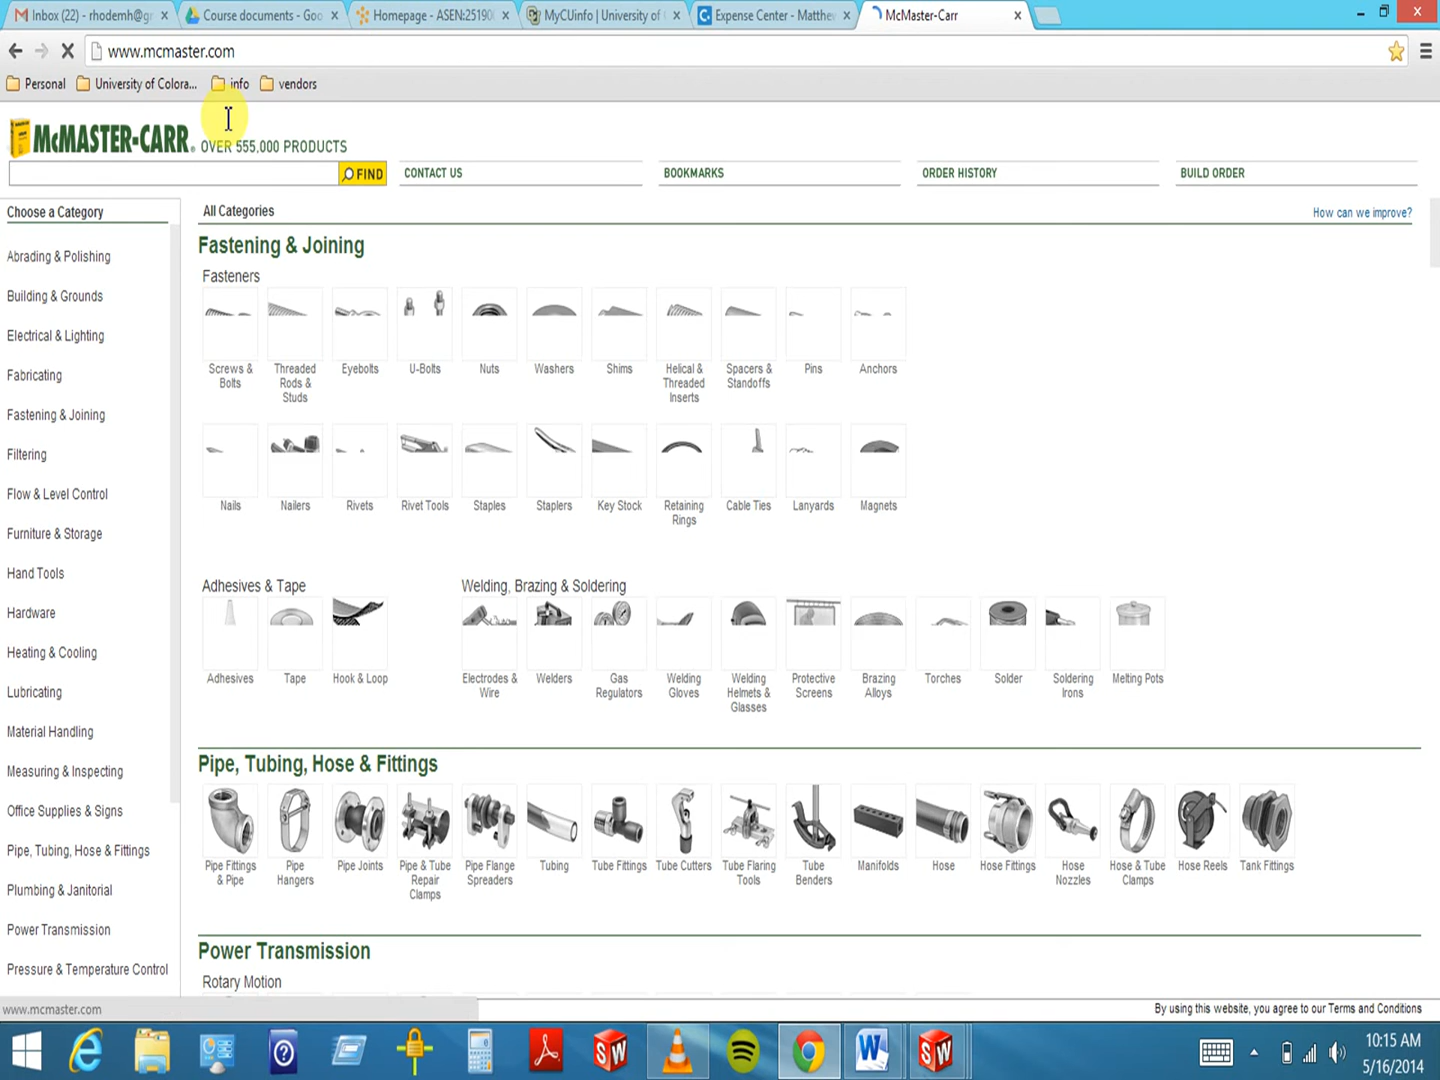 Inbox (22) - rhodemh@gr
Course documents - Goo
Homepage - ASEN:25190
MyCUinfo | University of
Expense Center - Matthew
McMaster-Carr
www.mcmaster.com
Personal
University of Colora...
info
vendors
McMASTER-CARR. OVER 555,000 PRODUCTS
FIND
CONTACT US
BOOKMARKS
ORDER HISTORY
BUILD ORDER
Choose a Category
Abrading & Polishing
Building & Grounds
Electrical & Lighting
Fabricating
Fastening & Joining
Filtering
Flow & Level Control
Furniture & Storage
Hand Tools
Hardware
Heating & Cooling
Lubricating
Material Handling
Measuring & Inspecting
Office Supplies & Signs
Pipe, Tubing, Hose & Fittings
Plumbing & Janitorial
Power Transmission
Pressure & Temperature Control
All Categories
How can we improve?
Fastening & Joining
Fasteners
Screws &
Bolts
Threaded
Rods &
Studs
Eyebolts
U-Bolts
Nuts
Washers
Shims
Helical &
Threaded
Inserts
Spacers &
Standoffs
Pins
Anchors
Nails
Nailers
Rivets
Rivet Tools
Staples
Staplers
Key Stock
Retaining
Rings
Cable Ties
Lanyards
Magnets
Adhesives & Tape
Adhesives
Tape
Hook & Loop
Welding, Brazing & Soldering
Electrodes &
Wire
Welders
Gas
Regulators
Welding
Gloves
Welding
Helmets &
Glasses
Protective
Screens
Brazing
Alloys
Torches
Solder
Soldering
Irons
Melting Pots
Pipe, Tubing, Hose & Fittings
Pipe Fittings
& Pipe
Pipe
Hangers
Pipe Joints
Pipe & Tube
Repair
Clamps
Pipe Flange
Spreaders
Tubing
Tube Fittings
Tube Cutters
Tube Flaring
Tools
Tube
Benders
Manifolds
Hose
Hose Fittings
Hose
Nozzles
Hose & Tube
Clamps
Hose Reels
Tank Fittings
Power Transmission
Rotary Motion
www.mcmaster.com
By using this website, you agree to our Terms and Conditions
10:15 AM
5/16/2014